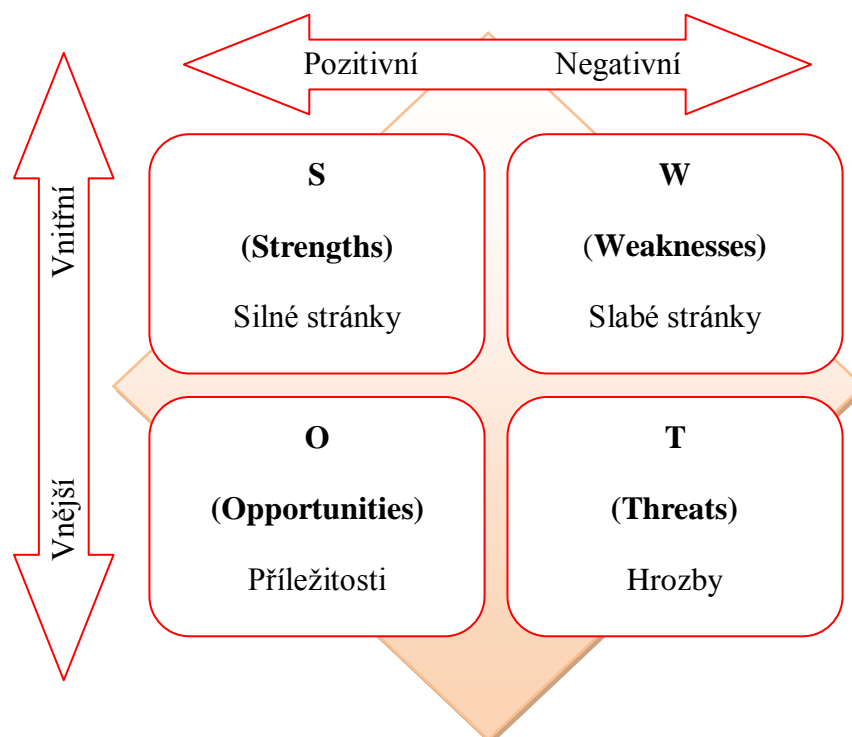 Pozitivní Negativní
Vnitřní
Vnější
S
(Strengths)
Silné stránky
W
(Weaknesses)
Slabé stránky
O
(Opportunities)
Příležitosti
T
(Threats)
Hrozby